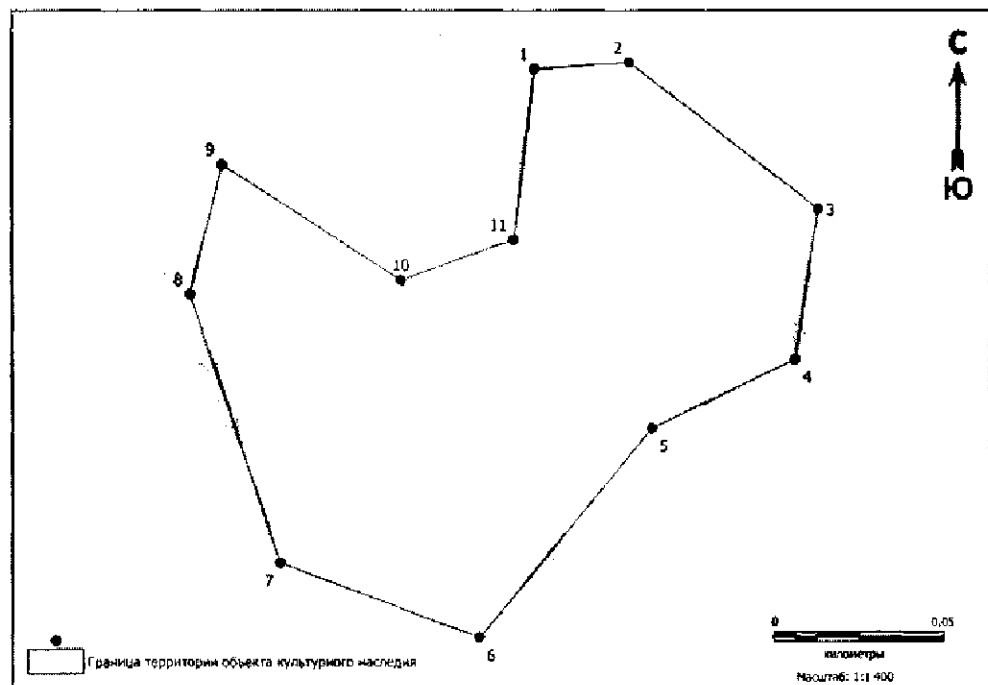 С
1
2
9
3
11
Ю
10
8
4
5
7
0 0,05
6
Граница территории объекта культурного наследия
километры
Масштаб: 1:1 400